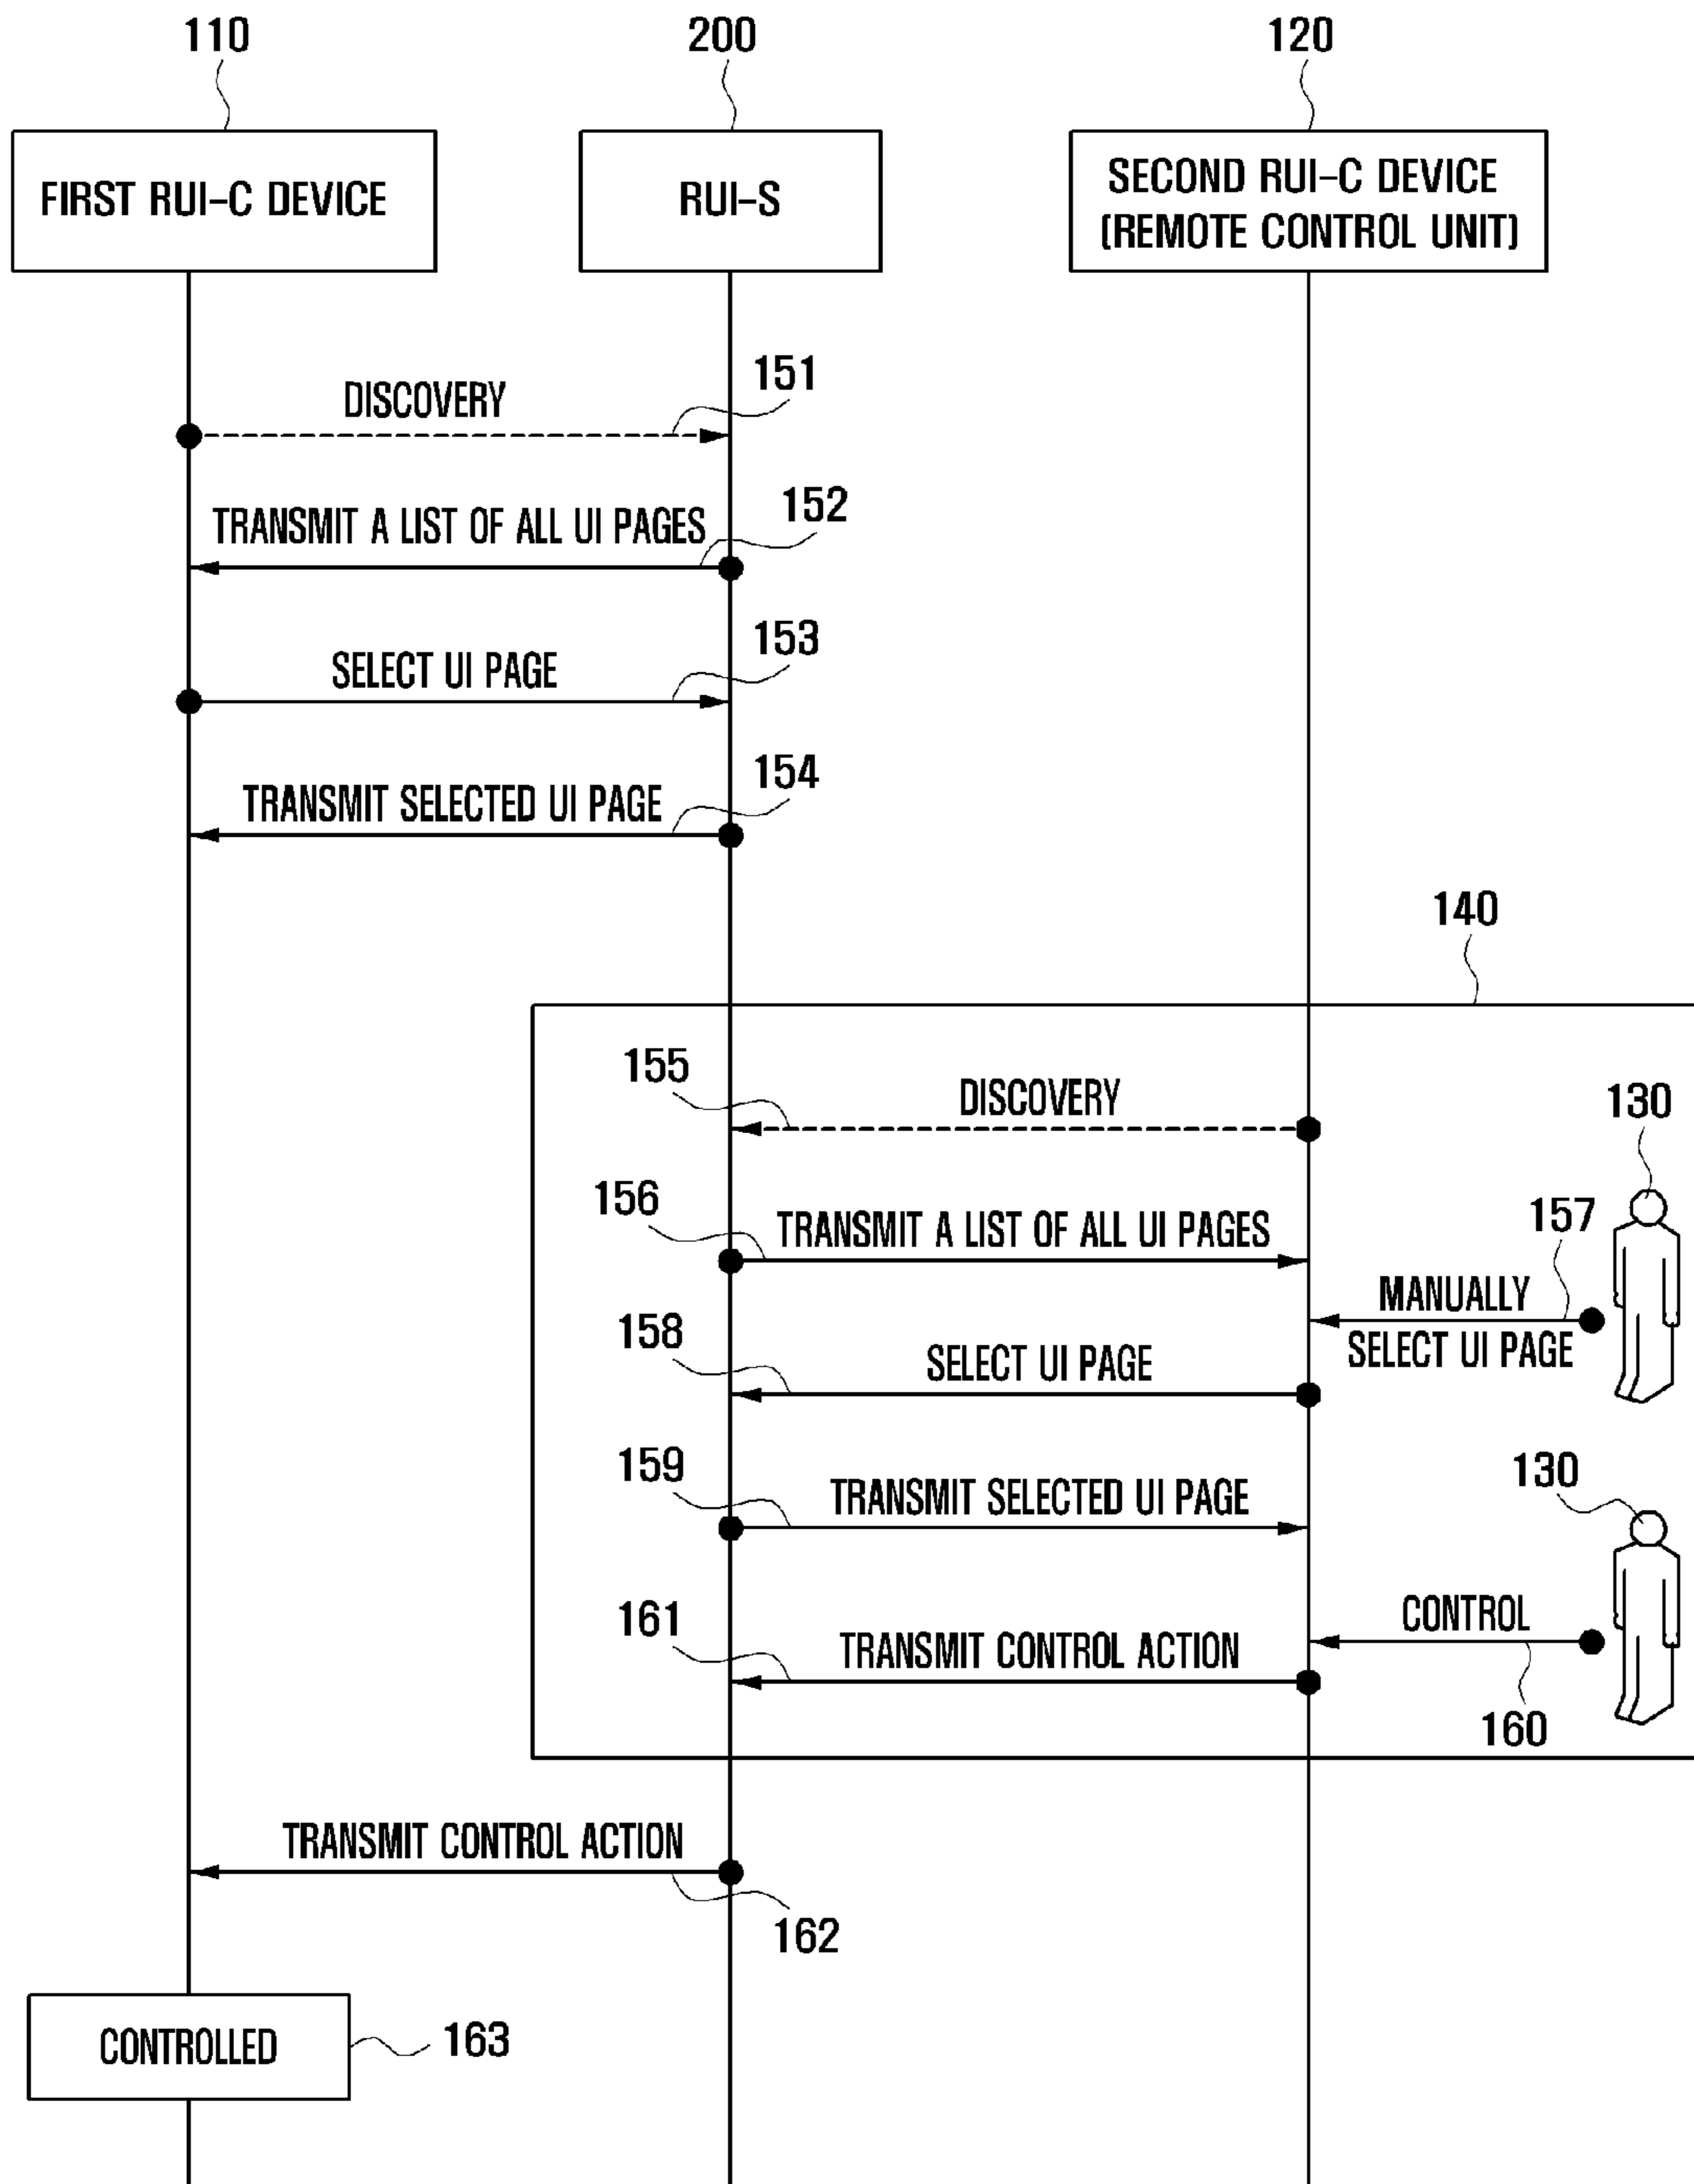 110
200
120
FIRST RUI-C DEVICE
RUI-S
SECOND RUI-C DEVICE
(REMOTE CONTROL UNIT)
151
DISCOVERY
152
TRANSMIT A LIST OF ALL UI PAGES
153
SELECT UI PAGE
154
TRANSMIT SELECTED UI PAGE
140
155
DISCOVERY
130
156
TRANSMIT A LIST OF ALL UI PAGES
157
MANUALLY
SELECT UI PAGE
158
SELECT UI PAGE
159
TRANSMIT SELECTED UI PAGE
130
CONTROL
161
TRANSMIT CONTROL ACTION
160
TRANSMIT CONTROL ACTION
162
CONTROLLED
163